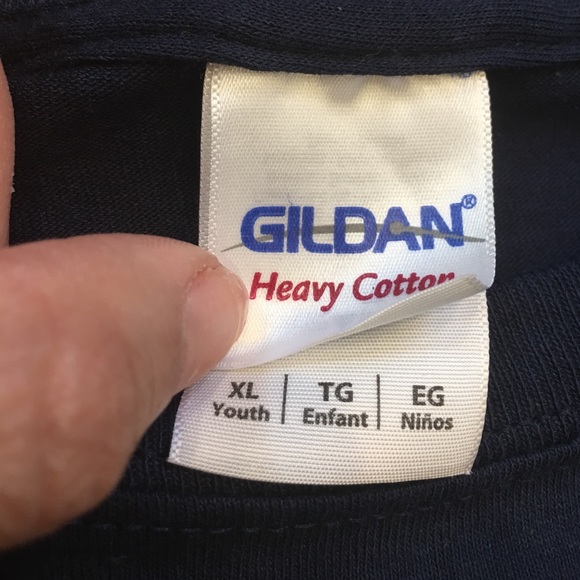 GILDAN®
Heavy Cotton
XL | TG | EG
Youth | Enfant | Niños